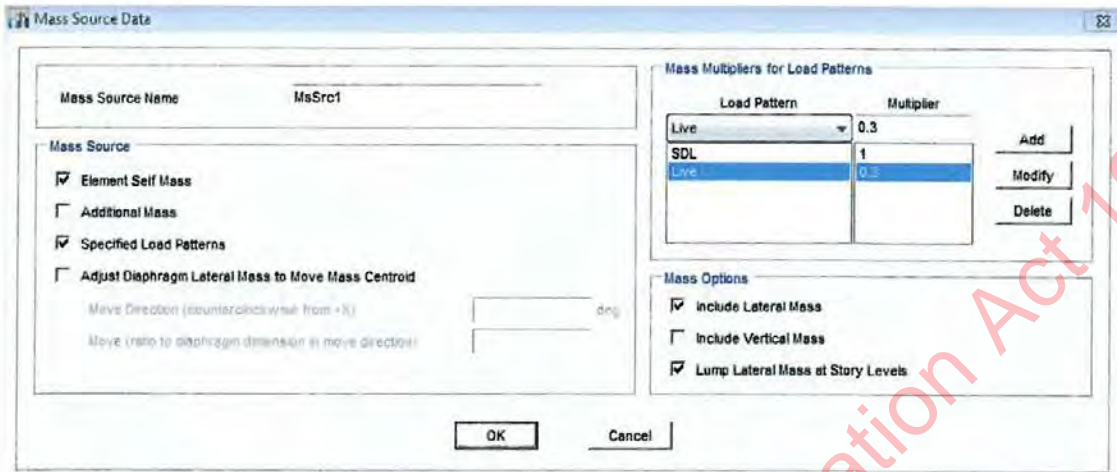 Mass Source Data
Mass Source Name MsSrc1
Mass Source
Element Self Mass
Additional Mass
Specified Load Patterns
Adjust Diaphragm Lateral Mass to Move Mass Centroid
Move Direction (counterclockwise from +X) deg
Move (ratio to diaphragm dimension in move direction)
Mass Multipliers for Load Patterns
Load Pattern Multiplier
Live 0.3
SDL 1
Live 0.3
Add
Modify
Delete
Mass Options
Include Lateral Mass
Include Vertical Mass
Lump Lateral Mass at Story Levels
OK Cancel
ation Act 1